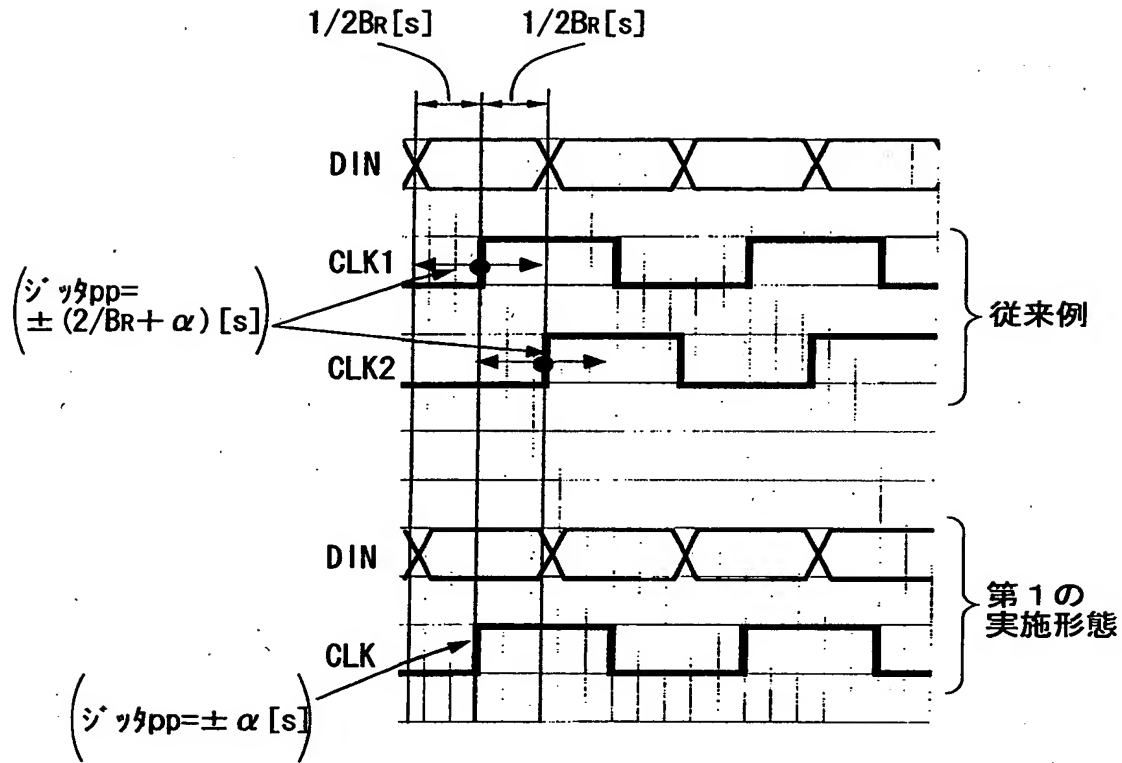 1/2BR[s]
1/2BR[s]
DIN
CLK1
ジッタpp=
±(2/BR+α)[s]
従来例
CLK2
DIN
第1の
実施形態
CLK
ジッタpp=±α[s]